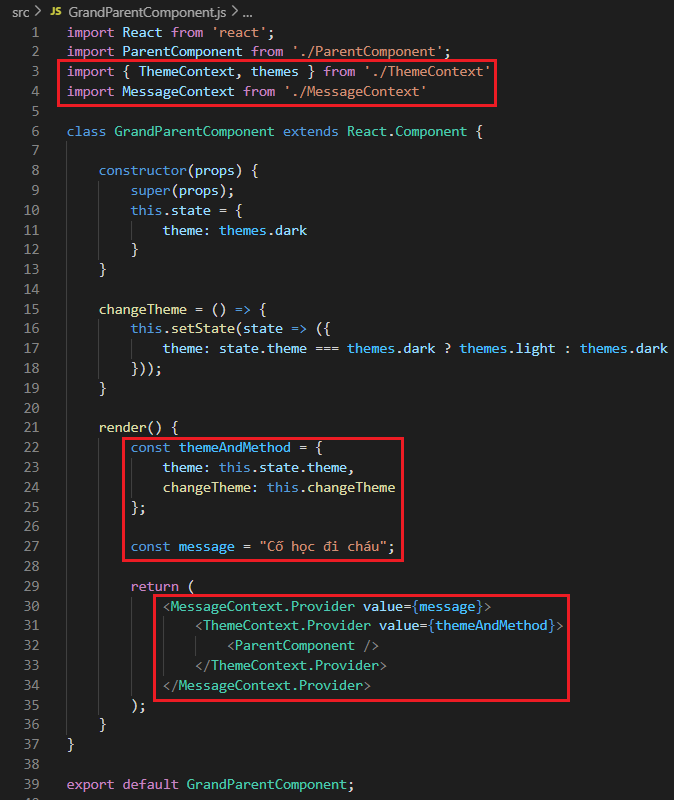 src > JS GrandParentComponent.js > ...
1 import React from 'react';
2 import ParentComponent from './ParentComponent';
3 import { ThemeContext, themes } from './ThemeContext'
4 import MessageContext from './MessageContext'
5
6 class GrandParentComponent extends React.Component {
7
8 constructor(props) {
9 super(props);
10 this.state = {
11 theme: themes.dark
12 }
13 }
14
15 changeTheme = () => {
16 this.setState(state => ({
17 theme: state.theme === themes.dark ? themes.light : themes.dark
18 }));
19 }
20
21 render() {
22 const themeAndMethod = {
23 theme: this.state.theme,
24 changeTheme: this.changeTheme
25 };
26
27 const message = "Cố học đi cháu";
28
29 return (
30 <MessageContext.Provider value={message}>
31 <ThemeContext.Provider value={themeAndMethod}>
32 <ParentComponent />
33 </ThemeContext.Provider>
34 </MessageContext.Provider>
35 );
36 }
37 }
38
39 export default GrandParentComponent;